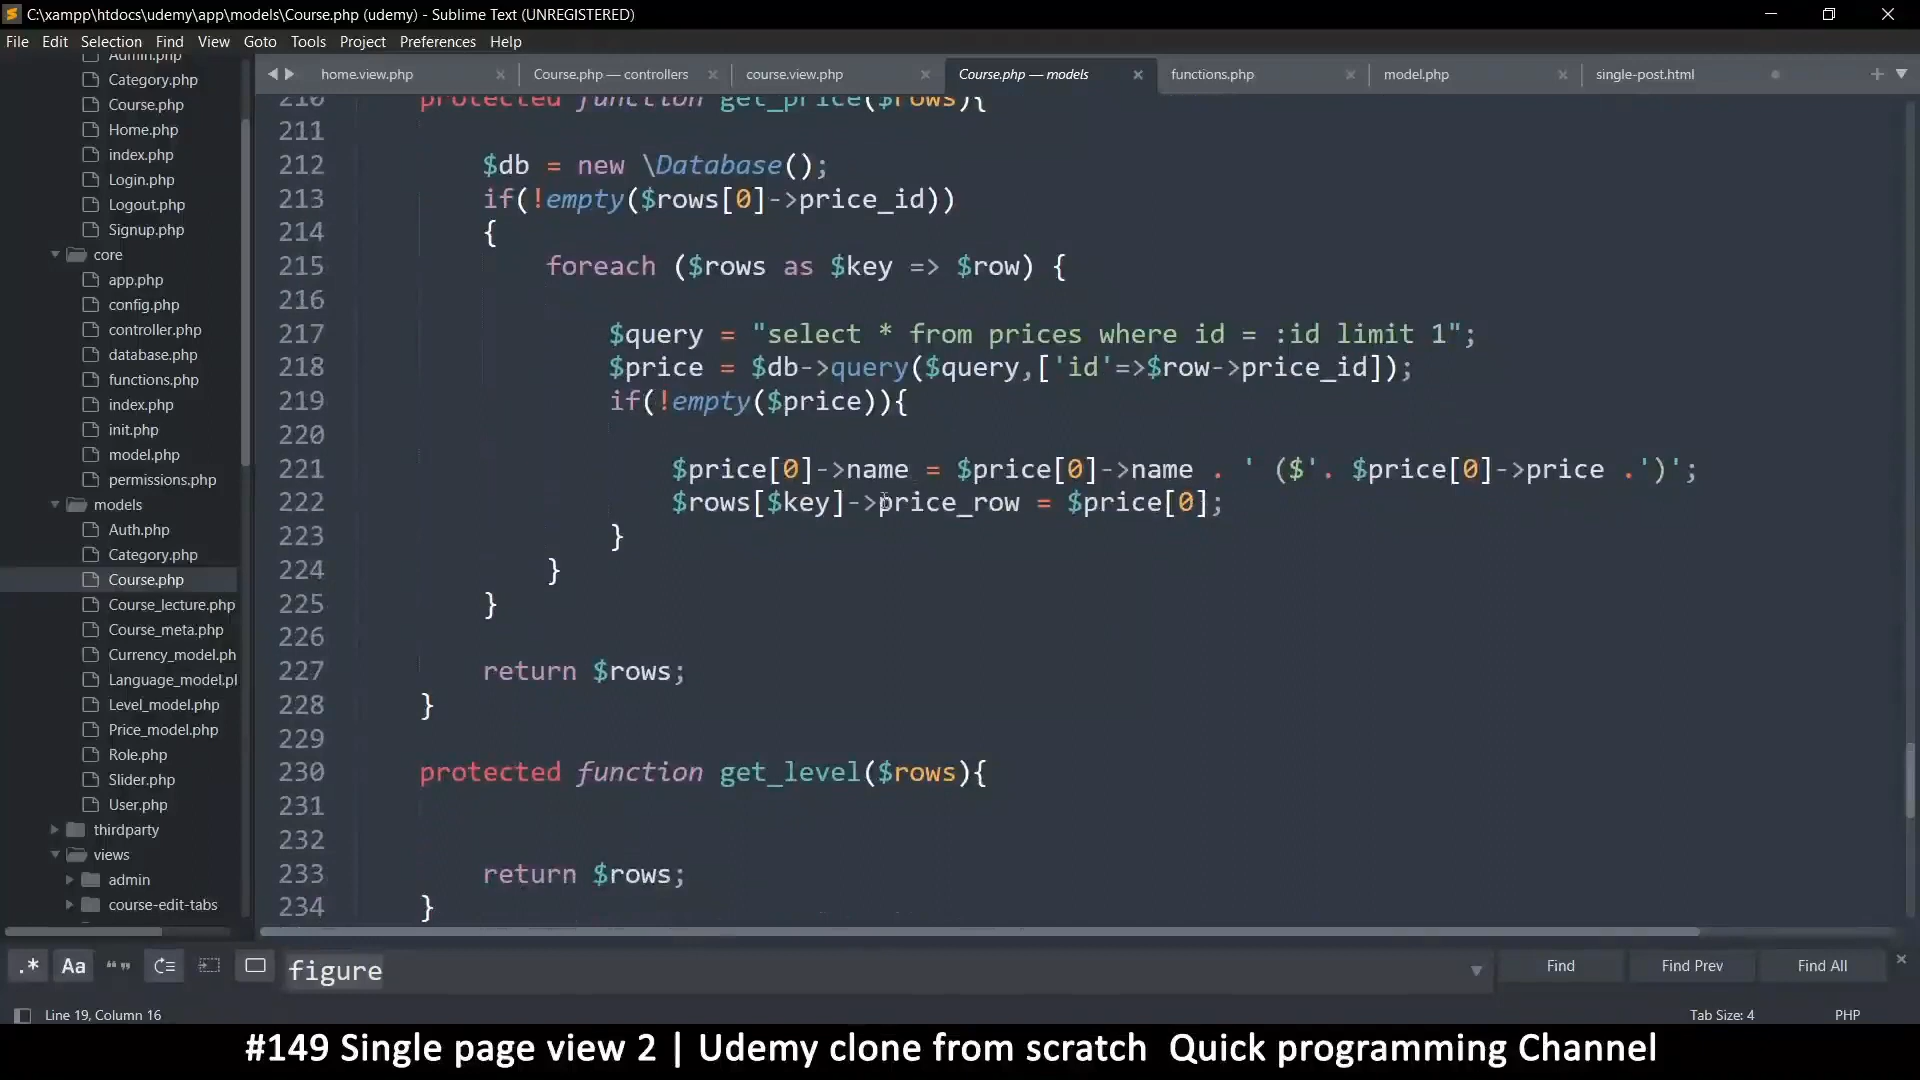 C:\xampp\htdocs\udemy\app\models\Course.php (udemy) - Sublime Text (UNREGISTERED)
File Edit Selection Find View Goto Tools Project Preferences Help
home.view.php
Course.php — controllers
course.view.php
Course.php — models
functions.php
model.php
single-post.html
Admin.php
Category.php
Course.php
Home.php
index.php
Login.php
Logout.php
Signup.php
core
app.php
config.php
controller.php
database.php
functions.php
index.php
init.php
model.php
permissions.php
models
Auth.php
Category.php
Course.php
Course_lecture.php
Course_meta.php
Currency_model.ph
Language_model.pl
Level_model.php
Price_model.php
Role.php
Slider.php
User.php
thirdparty
views
admin
course-edit-tabs
210 protected function get_price($rows){
211
212 $db = new \Database();
213 if(!empty($rows[0]->price_id))
214 {
215 foreach ($rows as $key => $row) {
216
217 $query = "select * from prices where id = :id limit 1";
218 $price = $db->query($query,['id'=>$row->price_id]);
219 if(!empty($price)){
220
221 $price[0]->name = $price[0]->name . ' ($'. $price[0]->price .')';
222 $rows[$key]->price_row = $price[0];
223 }
224 }
225 }
226
227 return $rows;
228 }
229
230 protected function get_level($rows){
231
232
233 return $rows;
234 }
.* Aa “” figure Find Find Prev Find All
Line 19, Column 16 Tab Size: 4 PHP
#149 Single page view 2 | Udemy clone from scratch Quick programming Channel